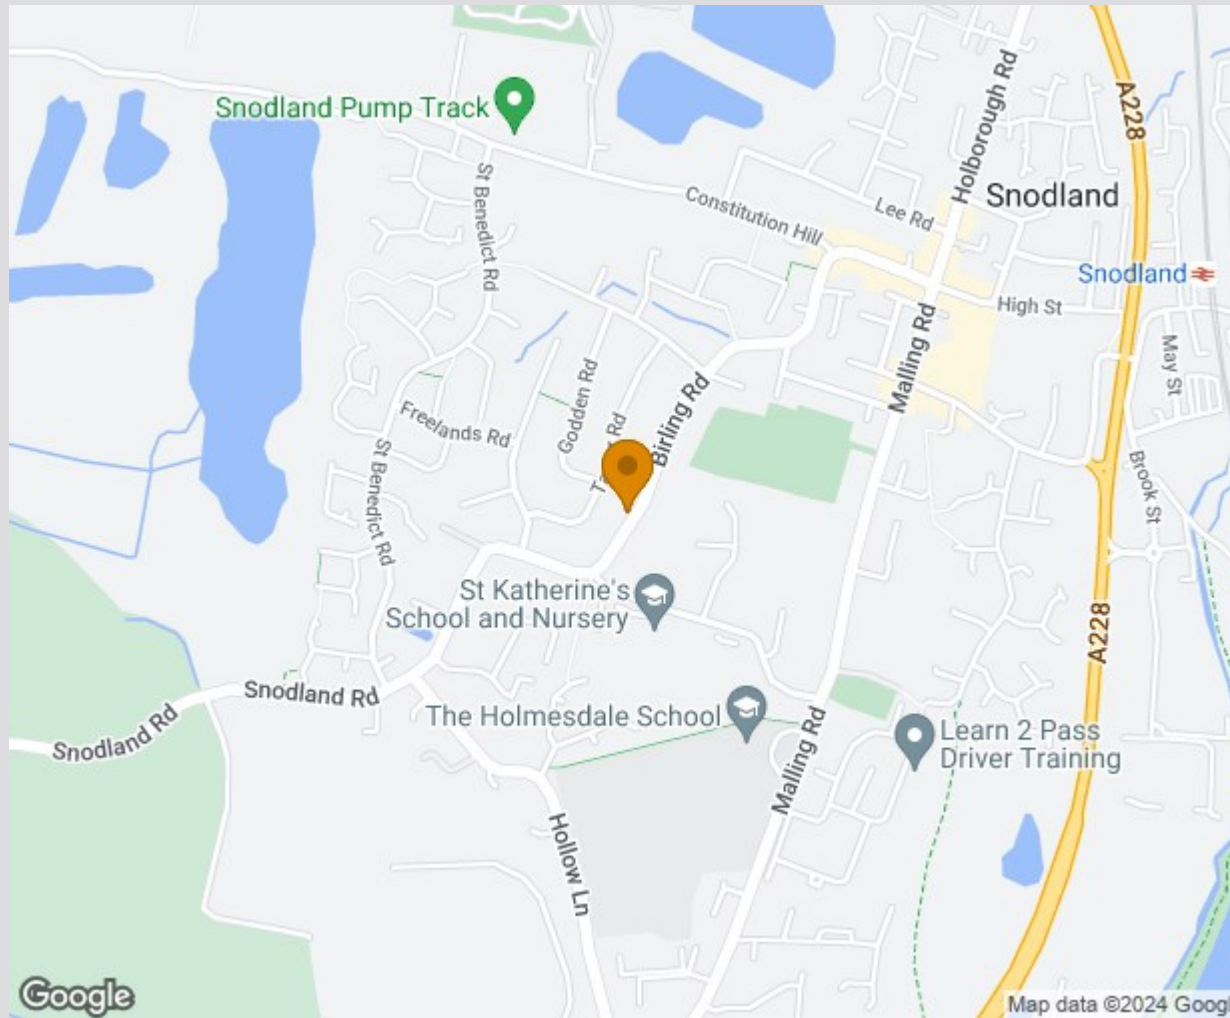 Snodland Pump Track
A228
Holborough Rd
Snodland
St Benedict Rd
Constitution Hill
Lee Rd
Snodland
High St
Malling Rd
May St
Godden Rd
Rd
Birling Rd
Freelands Rd
St Benedict Rd
Brook St
St Katherine's
School and Nursery
A228
Snodland Rd
Snodland Rd
The Holmesdale School
Malling Rd
Learn 2 Pass
Driver Training
Hollow Ln
Google
Map data ©2024 Googl